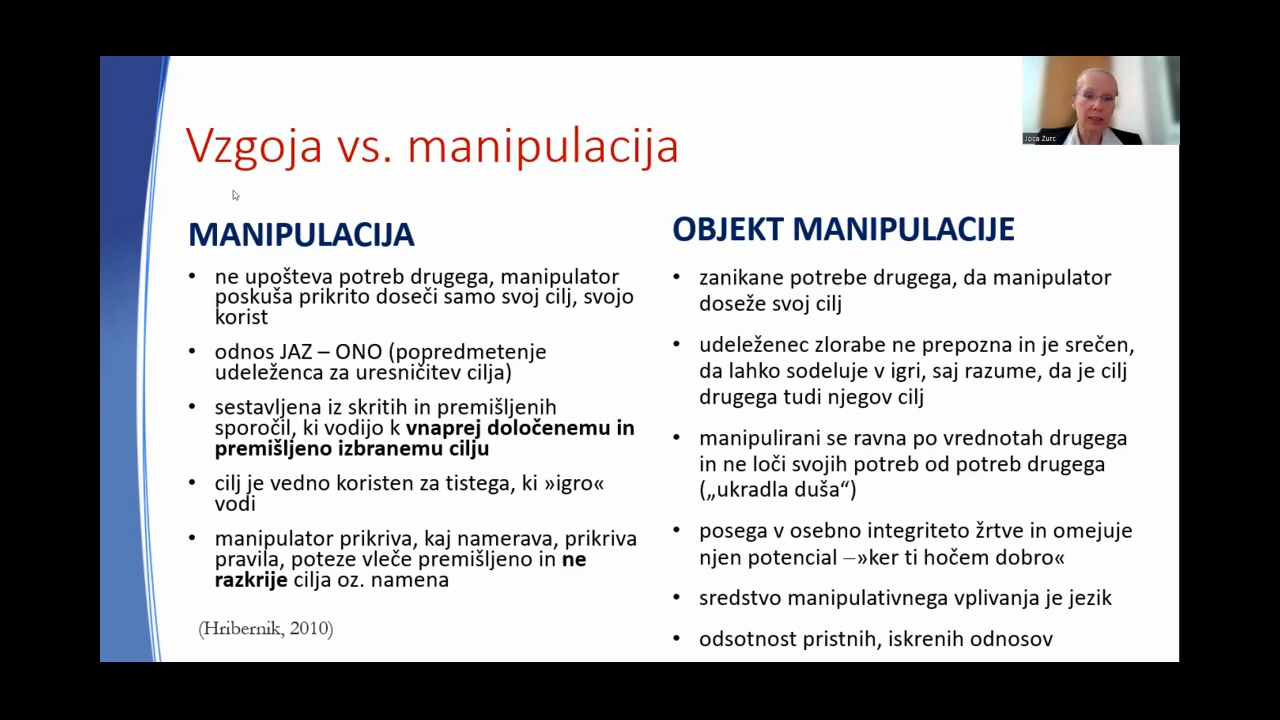 Vzgoja vs. manipulacija
Joca Zurc
MANIPULACIJA
• ne upošteva potreb drugega, manipulator
poskuša prikrito doseči samo svoj cilj, svojo
korist
• odnos JAZ – ONO (popredmetenje
udeleženca za uresničitev cilja)
• sestavljena iz skritih in premišljenih
sporočil, ki vodijo k vnaprej določenemu in
premišljeno izbranemu cilju
• cilj je vedno koristen za tistega, ki »igro«
vodi
• manipulator prikriva, kaj namerava, prikriva
pravila, poteze vleče premišljeno in ne
razkrije cilja oz. namena
(Hribernik, 2010)
OBJEKT MANIPULACIJE
• zanikane potrebe drugega, da manipulator
doseže svoj cilj
• udeleženec zlorabe ne prepozna in je srečen,
da lahko sodeluje v igri, saj razume, da je cilj
drugega tudi njegov cilj
• manipulirani se ravna po vrednotah drugega
in ne loči svojih potreb od potreb drugega
(„ukradla duša“)
• posega v osebno integriteto žrtve in omejuje
njen potencial –»ker ti hočem dobro«
• sredstvo manipulativnega vplivanja je jezik
• odsotnost pristnih, iskrenih odnosov